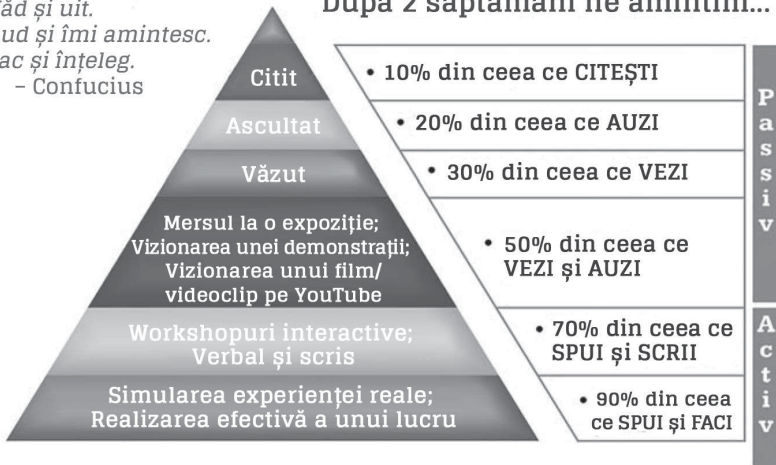 ăd și uit.
ud și îmi amintesc.
ac și înțeleg.
– Confucius
După 2 săptămâni ne amintim...
Citit
• 10% din ceea ce CITEȘTI
Ascultat
• 20% din ceea ce AUZI
Văzut
• 30% din ceea ce VEZI
Mersul la o expoziție;
Vizionarea unei demonstrații;
Vizionarea unui film/
videoclip pe YouTube
• 50% din ceea ce
VEZI și AUZI
Workshopuri interactive;
Verbal și scris
• 70% din ceea ce
SPUI și SCRII
Simularea experienței reale;
Realizarea efectivă a unui lucru
• 90% din ceea
ce SPUI și FACI
Pasiv
Activ